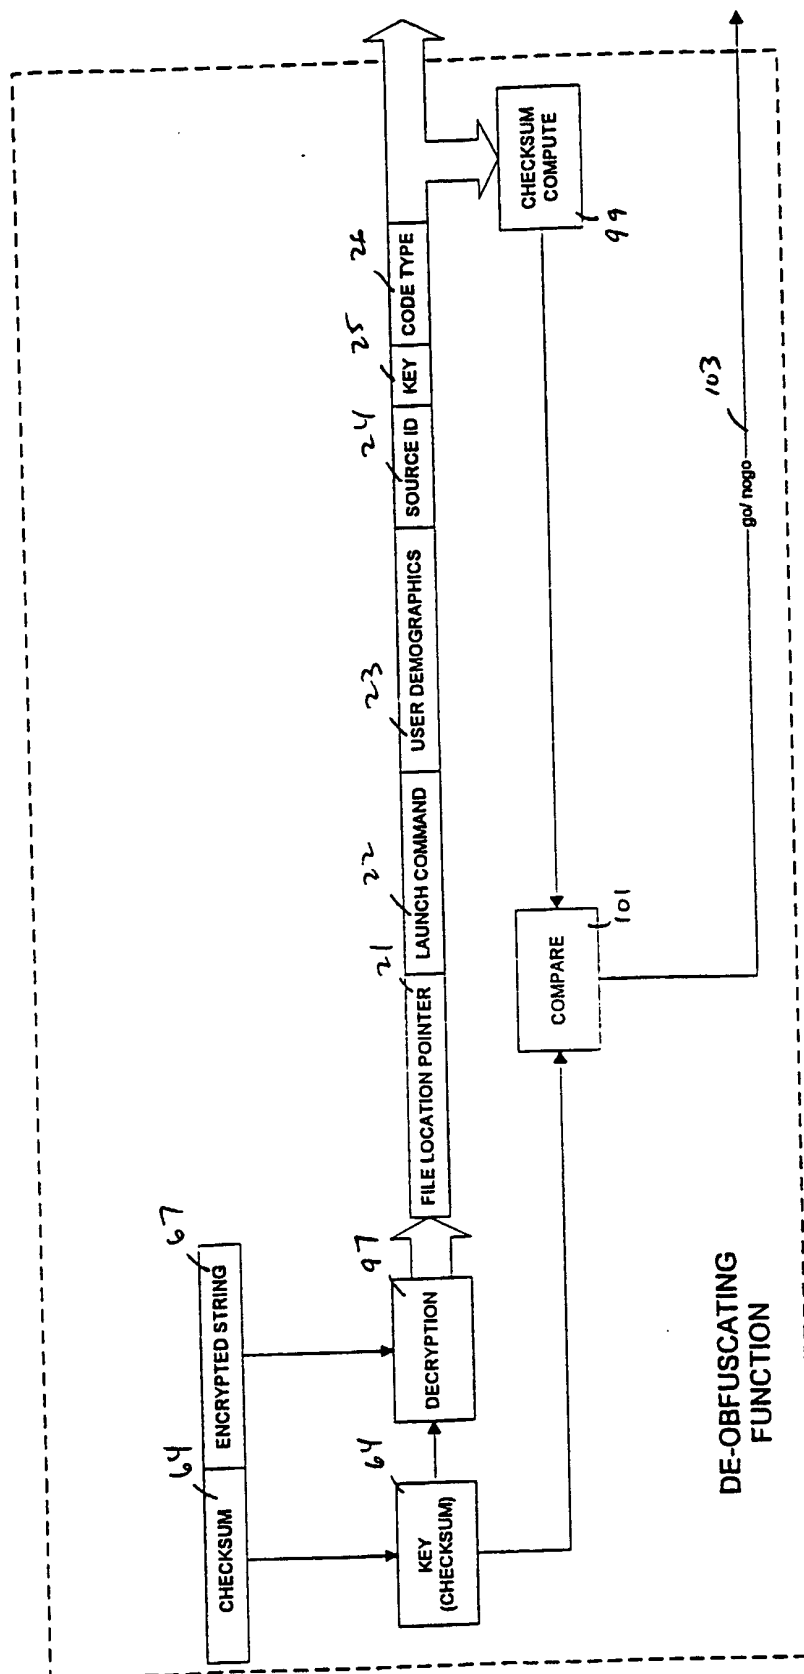 64
67
CHECKSUM
ENCRYPTED STRING
64
KEY
(CHECKSUM)
97
DECRYPTION
21
FILE LOCATION POINTER
22
LAUNCH COMMAND
23
USER DEMOGRAPHICS
24
SOURCE ID
25
KEY
26
CODE TYPE
COMPARE
101
CHECKSUM
COMPUTE
99
go/ nogo
103
DE-OBFUSCATING
FUNCTION